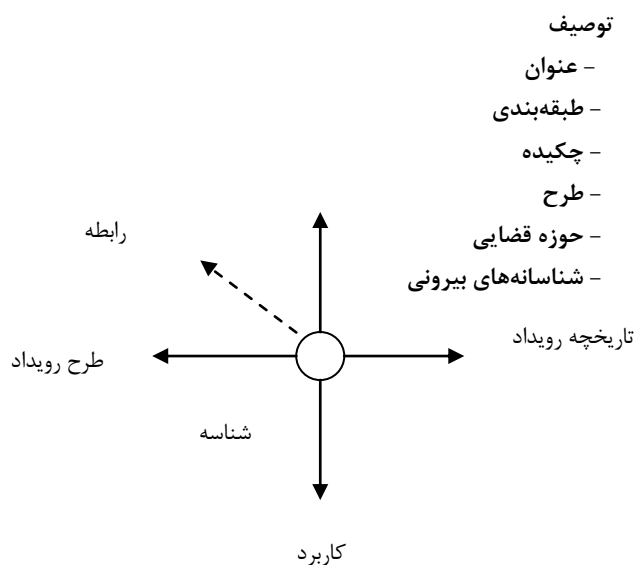 توصیف
– عنوان
– طبقه‌بندی
– چکیده
– طرح
– حوزه قضایی
– شناسانه‌های بیرونی
رابطه
تاریخچه رویداد
طرح رویداد
شناسه
کاربرد